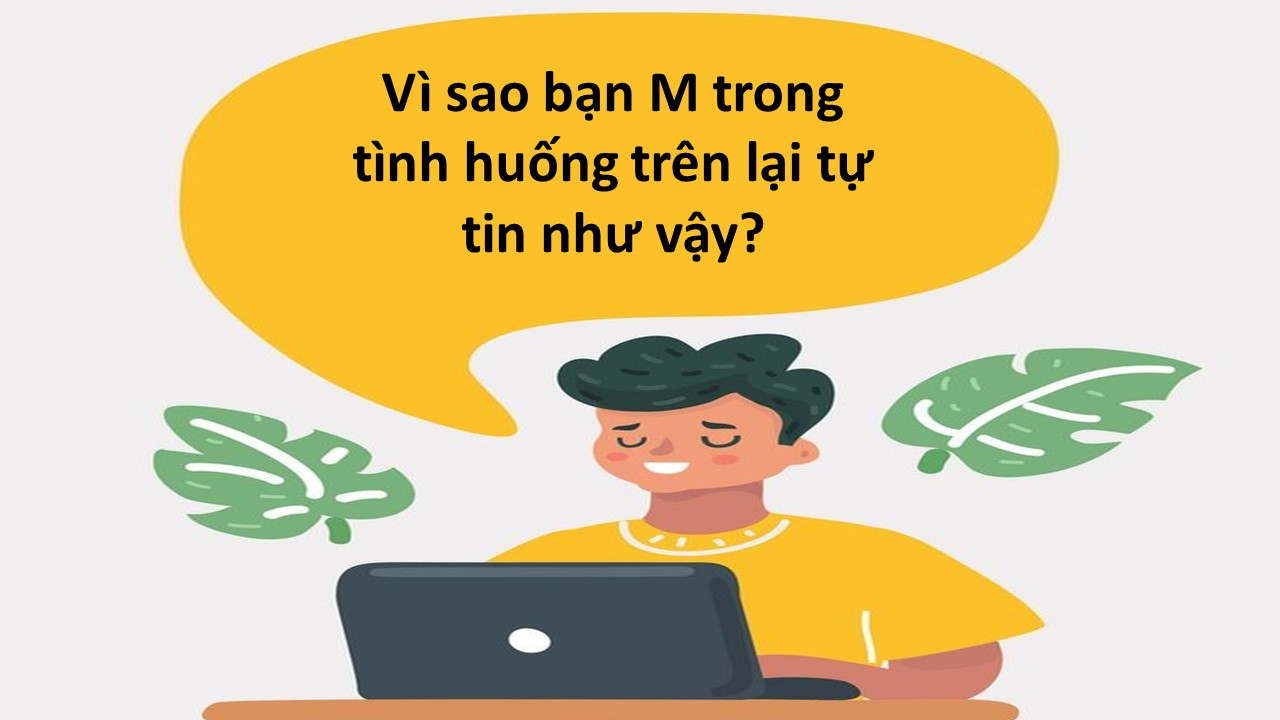 Vì sao bạn M trong
tình huống trên lại tự
tin như vậy?